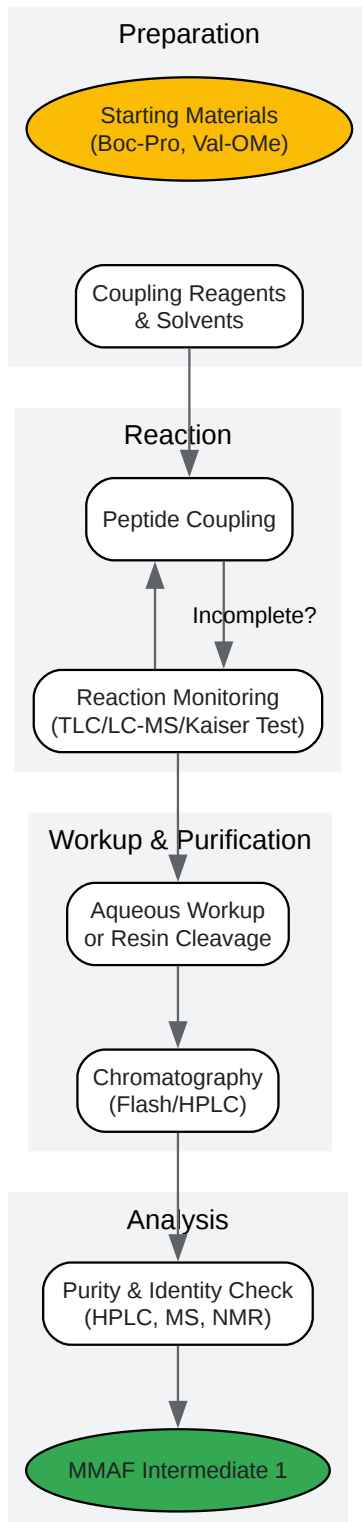 Preparation
Starting Materials
(Boc-Pro, Val-OMe)
Coupling Reagents
& Solvents
Reaction
Peptide Coupling
Incomplete?
Reaction Monitoring
(TLC/LC-MS/Kaiser Test)
Workup & Purification
Aqueous Workup
or Resin Cleavage
Chromatography
(Flash/HPLC)
Analysis
Purity & Identity Check
(HPLC, MS, NMR)
MMAF Intermediate 1